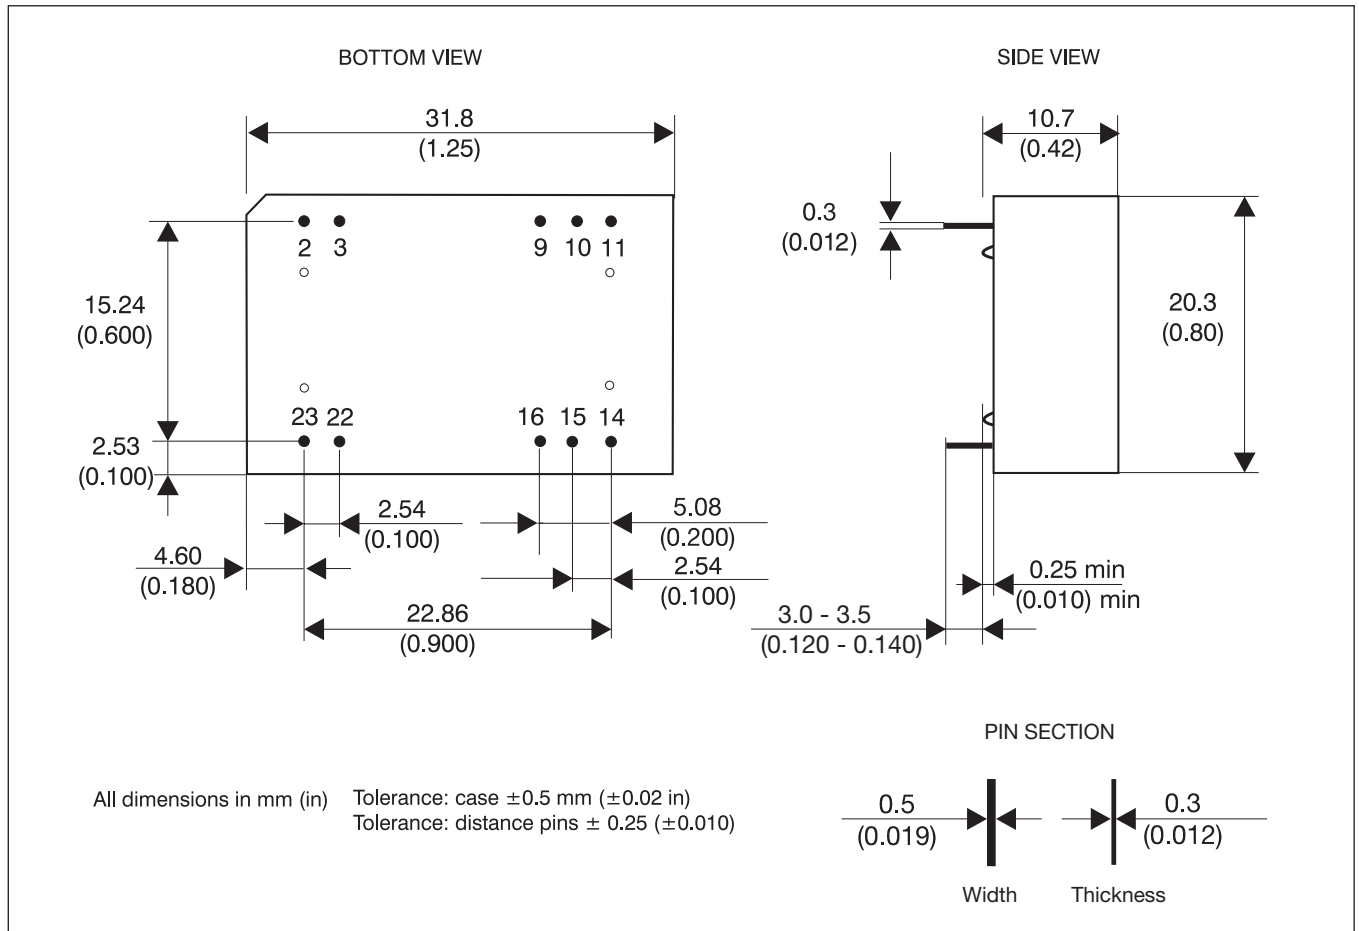 BOTTOM VIEW
SIDE VIEW
31.8
(1.25)
10.7
(0.42)
0.3
(0.012)
2 3 9 10 11
15.24
(0.600)
20.3
(0.80)
23 22 16 15 14
2.53
(0.100)
2.54
(0.100)
5.08
(0.200)
4.60
(0.180)
2.54
(0.100)
0.25 min
(0.010) min
22.86
(0.900)
3.0 - 3.5
(0.120 - 0.140)
PIN SECTION
All dimensions in mm (in)
Tolerance: case ±0.5 mm (±0.02 in)
Tolerance: distance pins ± 0.25 (±0.010)
0.5
(0.019)
0.3
(0.012)
Width
Thickness